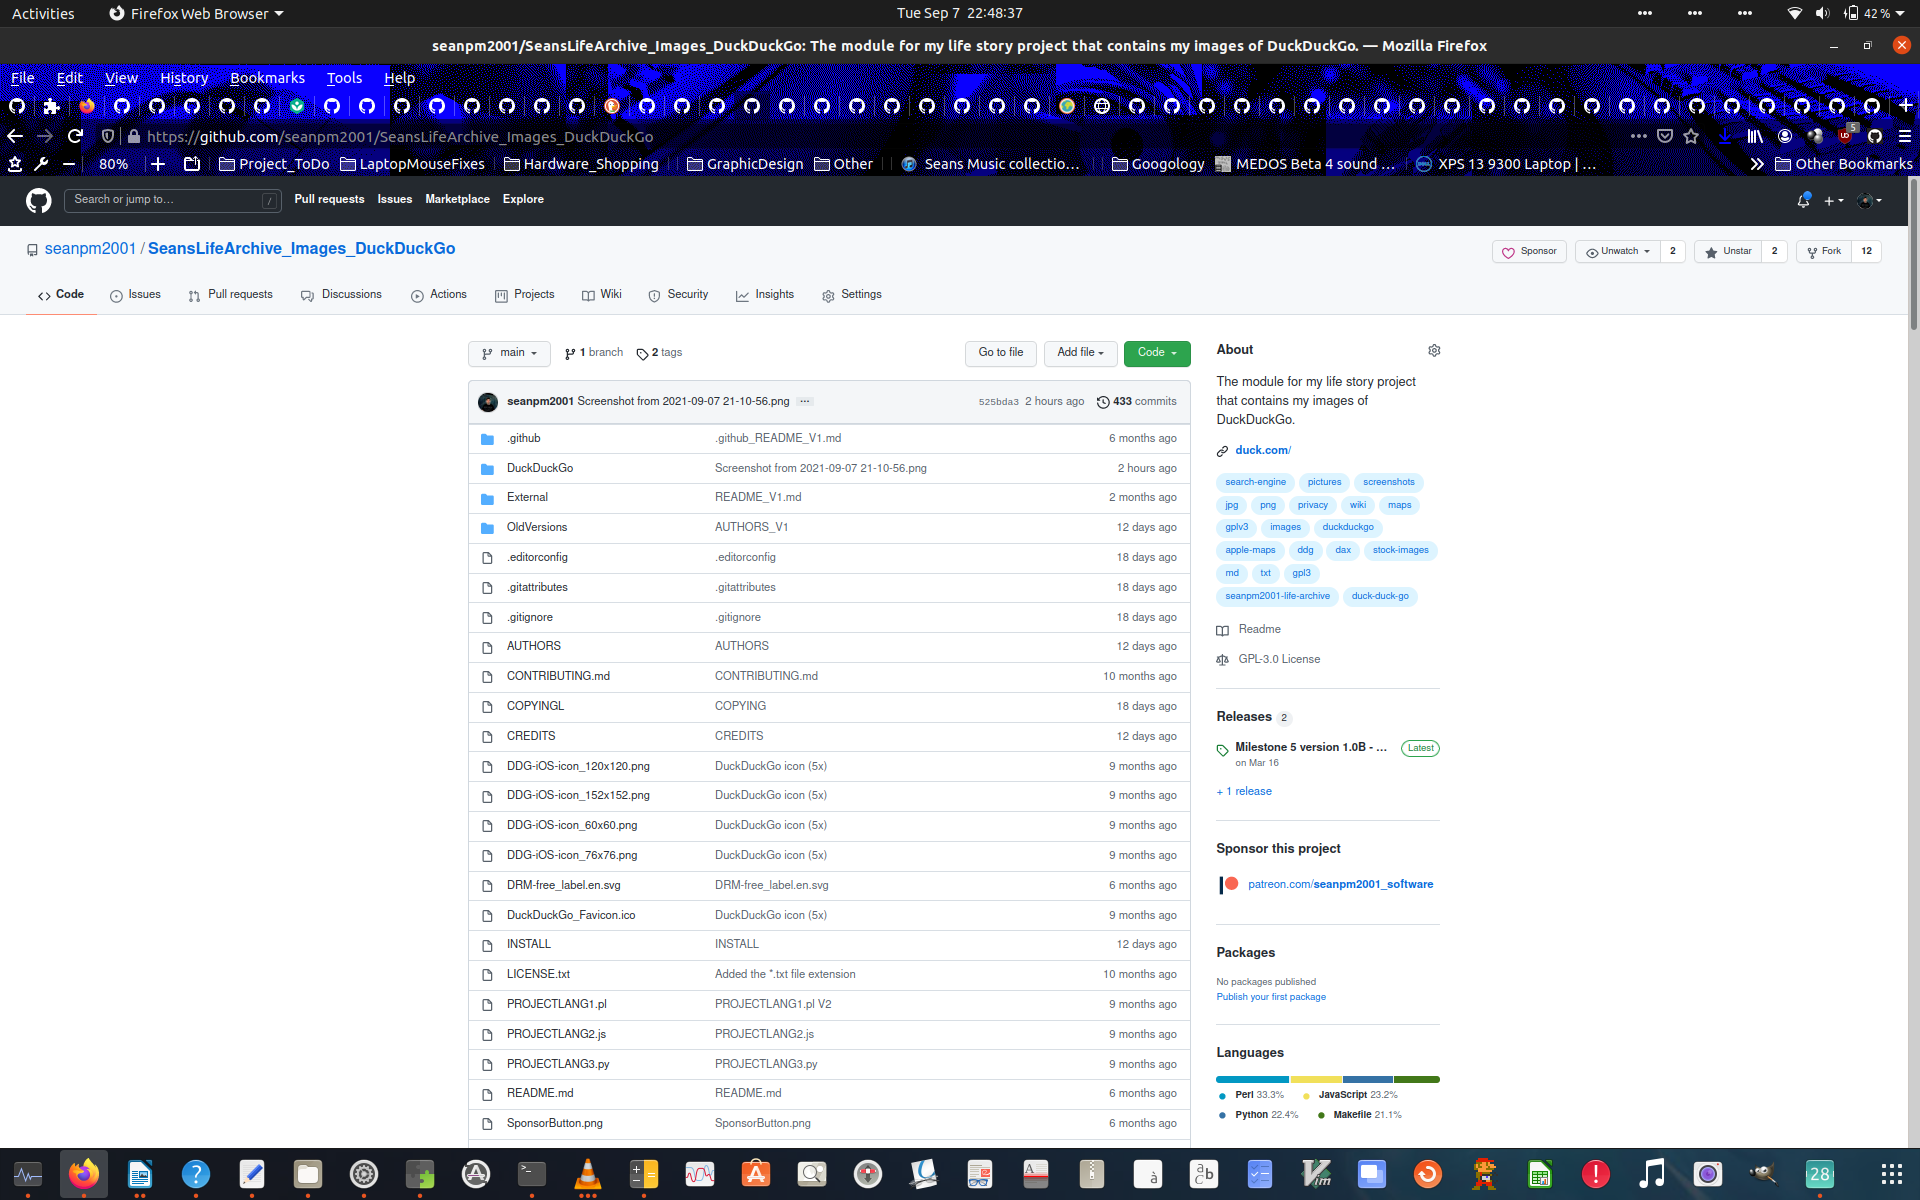 Activities Firefox Web Browser Tue Sep 7 22:48:37 42 %
seanpm2001/SeansLifeArchive_Images_DuckDuckGo: The module for my life story project that contains my images of DuckDuckGo. — Mozilla Firefox
File Edit View History Bookmarks Tools Help
https://github.com/seanpm2001/SeansLifeArchive_Images_DuckDuckGo 5
80% Project_ToDo LaptopMouseFixes Hardware_Shopping GraphicDesign Other Seans Music collectio… Googology MEDOS Beta 4 sound … XPS 13 9300 Laptop | … Other Bookmarks
Search or jump to… / Pull requests Issues Marketplace Explore
seanpm2001 / SeansLifeArchive_Images_DuckDuckGo Sponsor Unwatch 2 Unstar 2 Fork 12
Code Issues Pull requests Discussions Actions Projects Wiki Security Insights Settings
main 1 branch 2 tags Go to file Add file Code
seanpm2001 Screenshot from 2021-09-07 21-10-56.png … 525bda3 2 hours ago 433 commits
.github .github_README_V1.md 6 months ago
DuckDuckGo Screenshot from 2021-09-07 21-10-56.png 2 hours ago
External README_V1.md 2 months ago
OldVersions AUTHORS_V1 12 days ago
.editorconfig .editorconfig 18 days ago
.gitattributes .gitattributes 18 days ago
.gitignore .gitignore 18 days ago
AUTHORS AUTHORS 12 days ago
CONTRIBUTING.md CONTRIBUTING.md 10 months ago
COPYINGL COPYING 18 days ago
CREDITS CREDITS 12 days ago
DDG-iOS-icon_120x120.png DuckDuckGo icon (5x) 9 months ago
DDG-iOS-icon_152x152.png DuckDuckGo icon (5x) 9 months ago
DDG-iOS-icon_60x60.png DuckDuckGo icon (5x) 9 months ago
DDG-iOS-icon_76x76.png DuckDuckGo icon (5x) 9 months ago
DRM-free_label.en.svg DRM-free_label.en.svg 6 months ago
DuckDuckGo_Favicon.ico DuckDuckGo icon (5x) 9 months ago
INSTALL INSTALL 12 days ago
LICENSE.txt Added the *.txt file extension 10 months ago
PROJECTLANG1.pl PROJECTLANG1.pl V2 9 months ago
PROJECTLANG2.js PROJECTLANG2.js 9 months ago
PROJECTLANG3.py PROJECTLANG3.py 9 months ago
README.md README.md 6 months ago
SponsorButton.png SponsorButton.png 6 months ago
About
The module for my life story project
that contains my images of
DuckDuckGo.
duck.com/
search-engine pictures screenshots
jpg png privacy wiki maps
gplv3 images duckduckgo
apple-maps ddg dax stock-images
md txt gpl3
seanpm2001-life-archive duck-duck-go
Readme
GPL-3.0 License
Releases 2
Milestone 5 version 1.0B - … Latest
on Mar 16
+ 1 release
Sponsor this project
patreon.com/seanpm2001_software
Packages
No packages published
Publish your first package
Languages
Perl 33.3% JavaScript 23.2%
Python 22.4% Makefile 21.1%
28